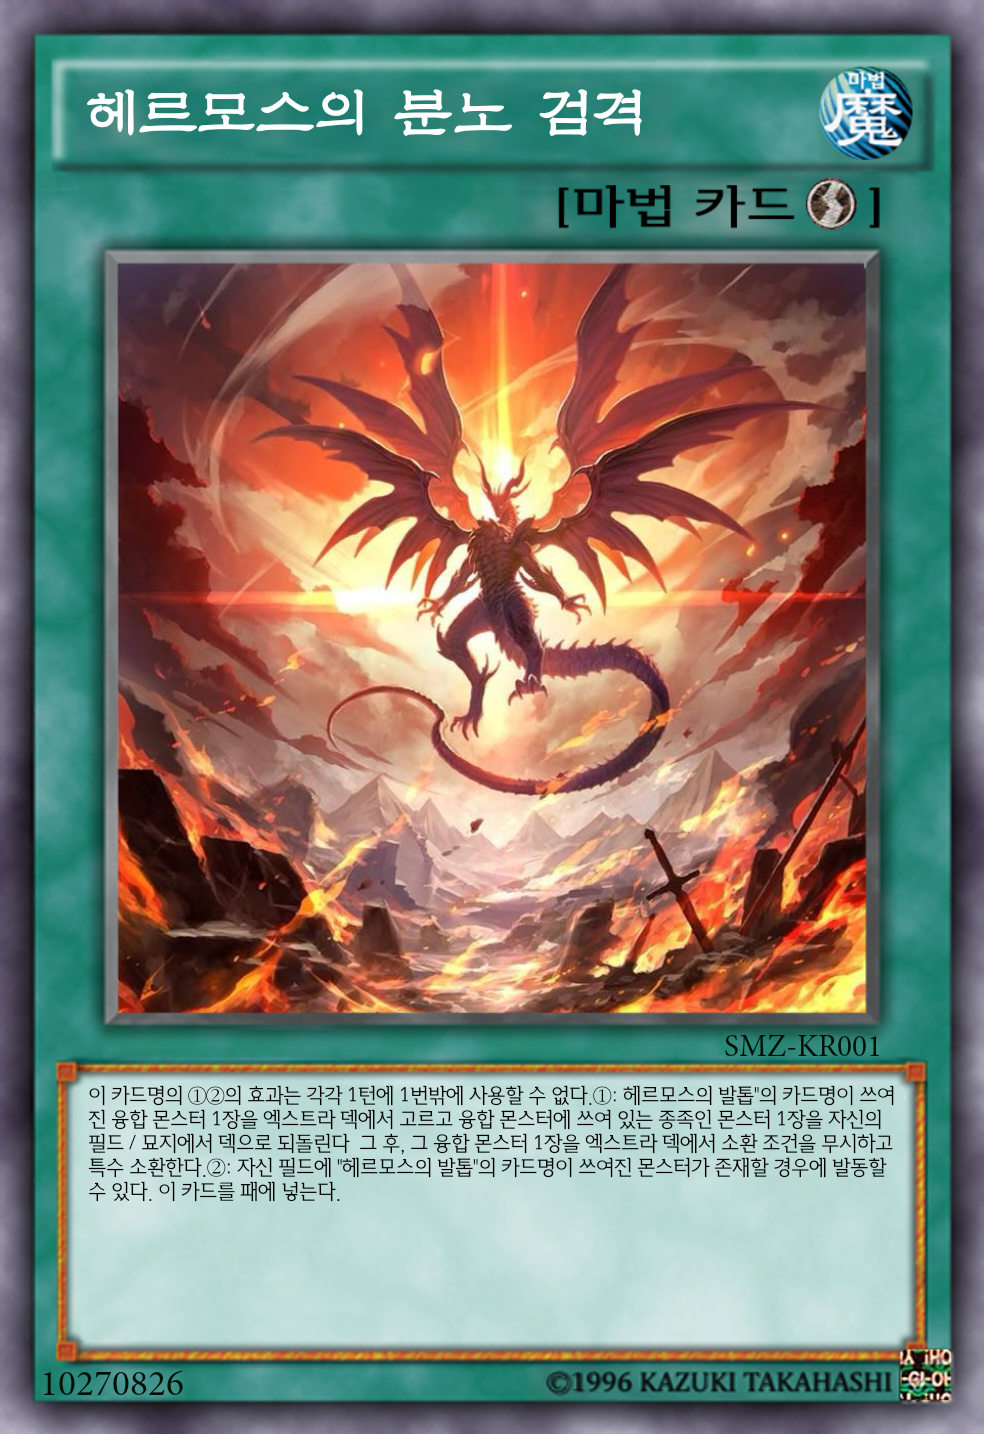 헤르모스의 분노 검격
마법
魔
[마법 카드 ]
SMZ-KR001
이 카드명의 ①②의 효과는 각각 1턴에 1번밖에 사용할 수 없다.①: 헤르모스의 발톱"의 카드명이 쓰여
진 융합 몬스터 1장을 엑스트라 덱에서 고르고 융합 몬스터에 쓰여 있는 종족인 몬스터 1장을 자신의
필드 / 묘지에서 덱으로 되돌린다  그 후, 그 융합 몬스터 1장을 엑스트라 덱에서 소환 조건을 무시하고
특수 소환한다.②: 자신 필드에 "헤르모스의 발톱"의 카드명이 쓰여진 몬스터가 존재할 경우에 발동할
수 있다. 이 카드를 패에 넣는다.
10270826
©1996 KAZUKI TAKAHASHI